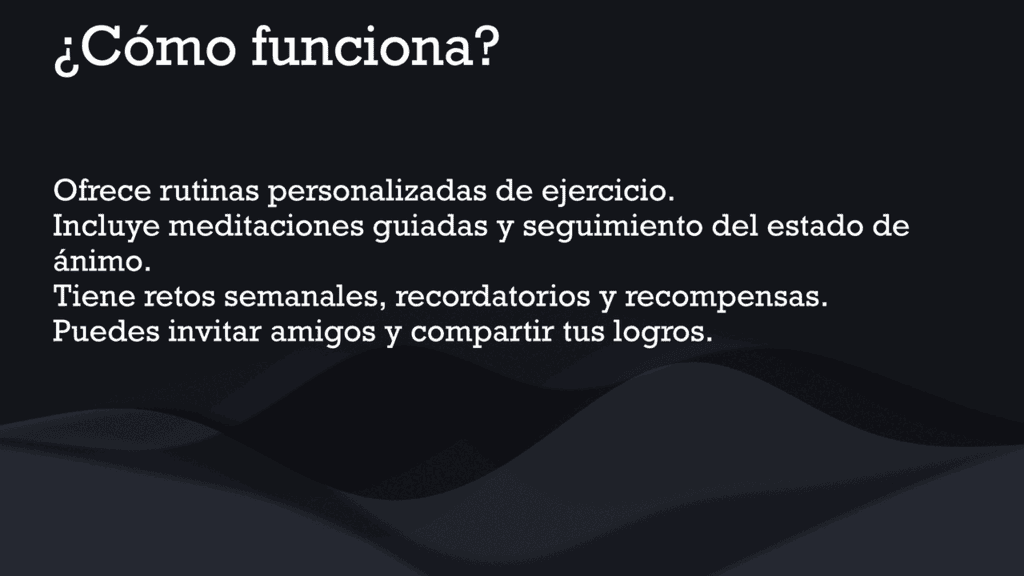 ¿Cómo funciona?
Ofrece rutinas personalizadas de ejercicio.
Incluye meditaciones guiadas y seguimiento del estado de
ánimo.
Tiene retos semanales, recordatorios y recompensas.
Puedes invitar amigos y compartir tus logros.